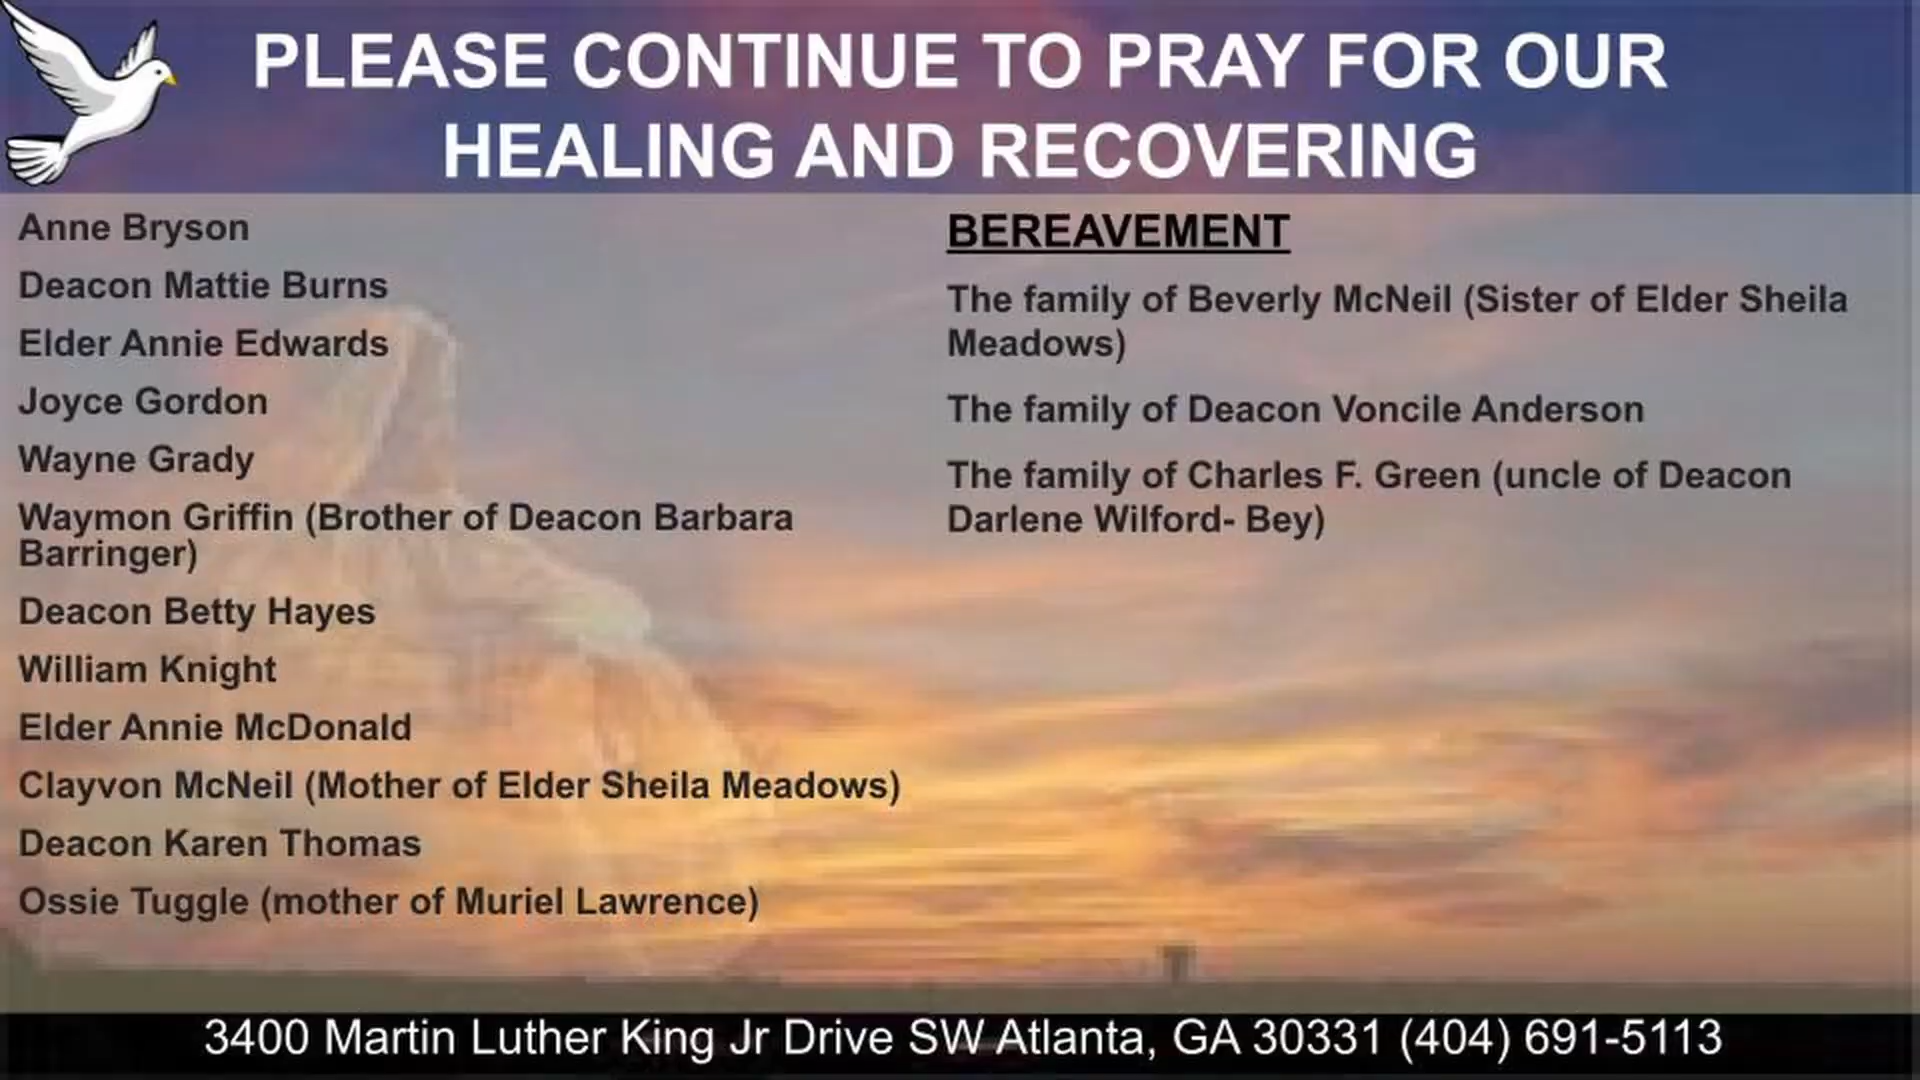 PLEASE CONTINUE TO PRAY FOR OUR
HEALING AND RECOVERING
Anne Bryson
Deacon Mattie Burns
Elder Annie Edwards
Joyce Gordon
Wayne Grady
Waymon Griffin (Brother of Deacon Barbara
Barringer)
Deacon Betty Hayes
William Knight
Elder Annie McDonald
Clayvon McNeil (Mother of Elder Sheila Meadows)
Deacon Karen Thomas
Ossie Tuggle (mother of Muriel Lawrence)
BEREAVEMENT
The family of Beverly McNeil (Sister of Elder Sheila
Meadows)
The family of Deacon Voncile Anderson
The family of Charles F. Green (uncle of Deacon
Darlene Wilford- Bey)
3400 Martin Luther King Jr Drive SW Atlanta, GA 30331 (404) 691-5113